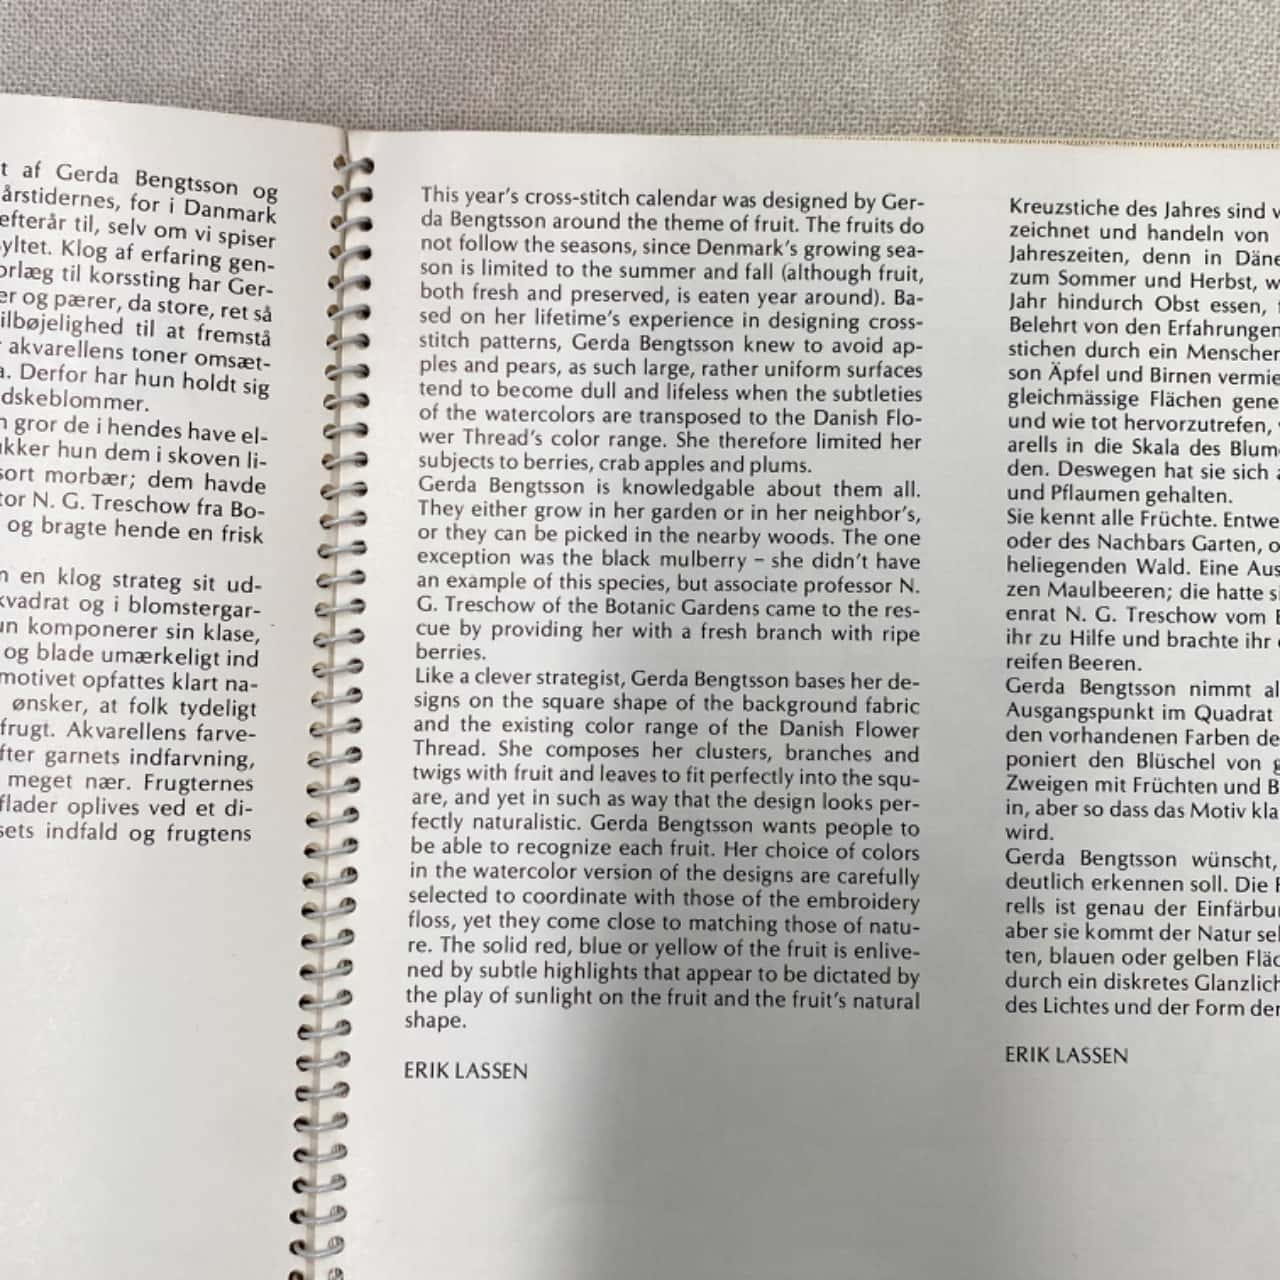 t af Gerda Bengtsson og
årstidernes, for i Danmark
efterår til, selv om vi spiser
yltet. Klog af erfaring gen-
orlæg til korssting har Ger-
er og pærer, da store, ret så
ilbøjelighed til at fremstå
akvarellens toner omsæt-
a. Derfor har hun holdt sig
dskeblommer.
n gror de i hendes have el-
ukker hun dem i skoven li-
sort morbær; dem havde
tor N. G. Treschow fra Bo-
og bragte hende en frisk
n en klog strateg sit ud-
kvadrat og i blomstergar-
un komponerer sin klase,
og blade umærkeligt ind
motivet opfattes klart na-
ønsker, at folk tydeligt
frugt. Akvarellens farve-
fter garnets indfarvning,
meget nær. Frugternes
flader oplives ved et di-
sets indfald og frugtens
This year's cross-stitch calendar was designed by Ger-
da Bengtsson around the theme of fruit. The fruits do
not follow the seasons, since Denmark's growing sea-
son is limited to the summer and fall (although fruit,
both fresh and preserved, is eaten year around). Ba-
sed on her lifetime's experience in designing cross-
stitch patterns, Gerda Bengtsson knew to avoid ap-
ples and pears, as such large, rather uniform surfaces
tend to become dull and lifeless when the subtleties
of the watercolors are transposed to the Danish Flo-
wer Thread's color range. She therefore limited her
subjects to berries, crab apples and plums.
Gerda Bengtsson is knowledgable about them all.
They either grow in her garden or in her neighbor's,
or they can be picked in the nearby woods. The one
exception was the black mulberry – she didn't have
an example of this species, but associate professor N.
G. Treschow of the Botanic Gardens came to the res-
cue by providing her with a fresh branch with ripe
berries.
Like a clever strategist, Gerda Bengtsson bases her de-
signs on the square shape of the background fabric
and the existing color range of the Danish Flower
Thread. She composes her clusters, branches and
twigs with fruit and leaves to fit perfectly into the squ-
are, and yet in such as way that the design looks per-
fectly naturalistic. Gerda Bengtsson wants people to
be able to recognize each fruit. Her choice of colors
in the watercolor version of the designs are carefully
selected to coordinate with those of the embroidery
floss, yet they come close to matching those of natu-
re. The solid red, blue or yellow of the fruit is enlive-
ned by subtle highlights that appear to be dictated by
the play of sunlight on the fruit and the fruit's natural
shape.
ERIK LASSEN
Kreuzstiche des Jahres sind
zeichnet und handeln von
Jahreszeiten, denn in Däne
zum Sommer und Herbst, w
Jahr hindurch Obst essen,
Belehrt von den Erfahrungen
stichen durch ein Menschen
son Äpfel und Birnen vermie
gleichmässige Flächen gene
und wie tot hervorzutrefen,
arells in die Skala des Blum
den. Deswegen hat sie sich
und Pflaumen gehalten.
Sie kennt alle Früchte. Entwe
oder des Nachbars Garten, o
heliegenden Wald. Eine Aus
zen Maulbeeren; die hatte si
enrat N. G. Treschow vom
ihr zu Hilfe und brachte ihr
reifen Beeren.
Gerda Bengtsson nimmt al
Ausgangspunkt im Quadrat
den vorhandenen Farben de
poniert den Blüschel von g
Zweigen mit Früchten und B
in, aber so dass das Motiv kla
wird.
Gerda Bengtsson wünscht,
deutlich erkennen soll. Die
rells ist genau der Einfärbu
aber sie kommt der Natur sel
ten, blauen oder gelben Fläc
durch ein diskretes Glanzlich
des Lichtes und der Form der
ERIK LASSEN